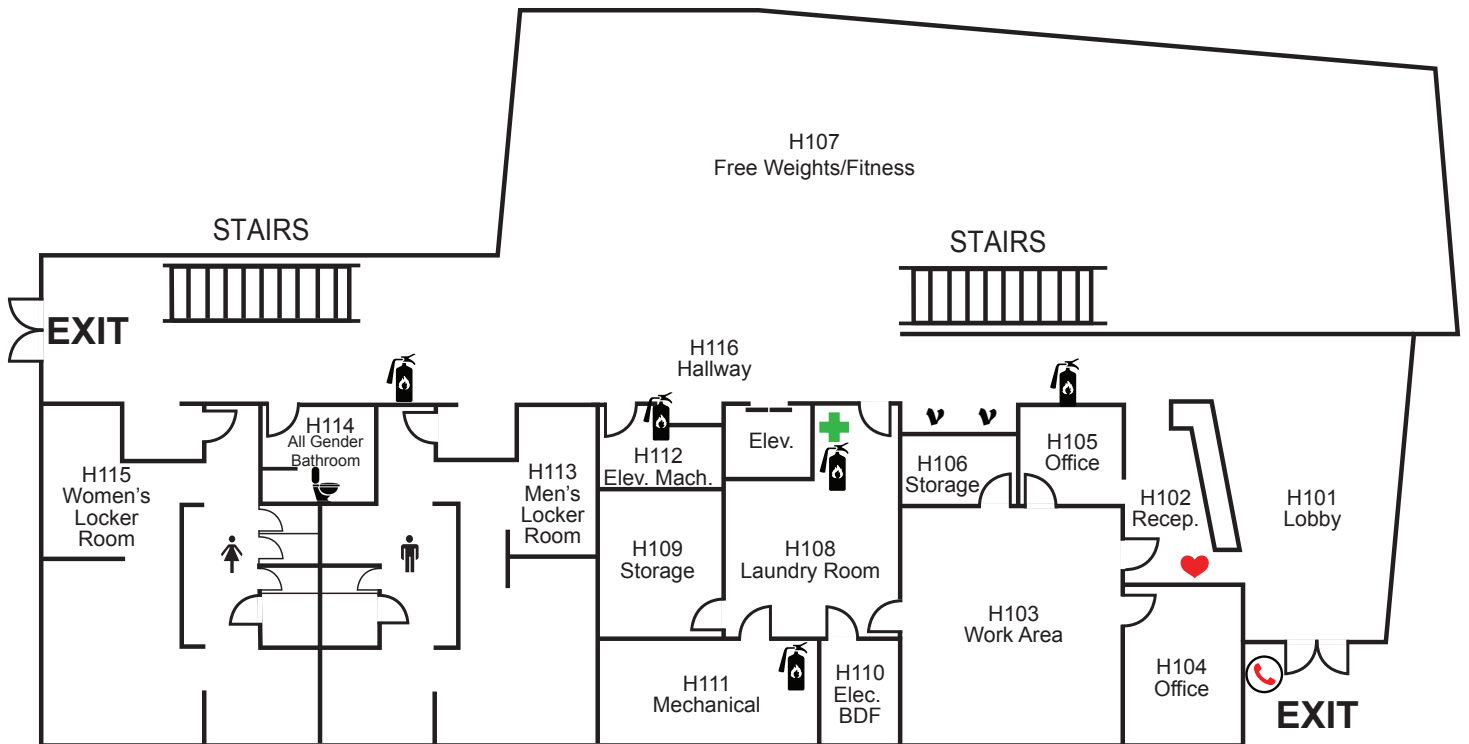 H107
Free Weights/Fitness
STAIRS
STAIRS
EXIT
H116
Hallway
H114
All Gender
Bathroom
H115
Women's
Locker
Room
H113
Men's
Locker
Room
H112
Elev. Mach.
Elev.
H106
Storage
H105
Office
H102
Recep.
H101
Lobby
H109
Storage
H108
Laundry Room
H103
Work Area
H111
Mechanical
H110
Elec.
BDF
H104
Office
EXIT